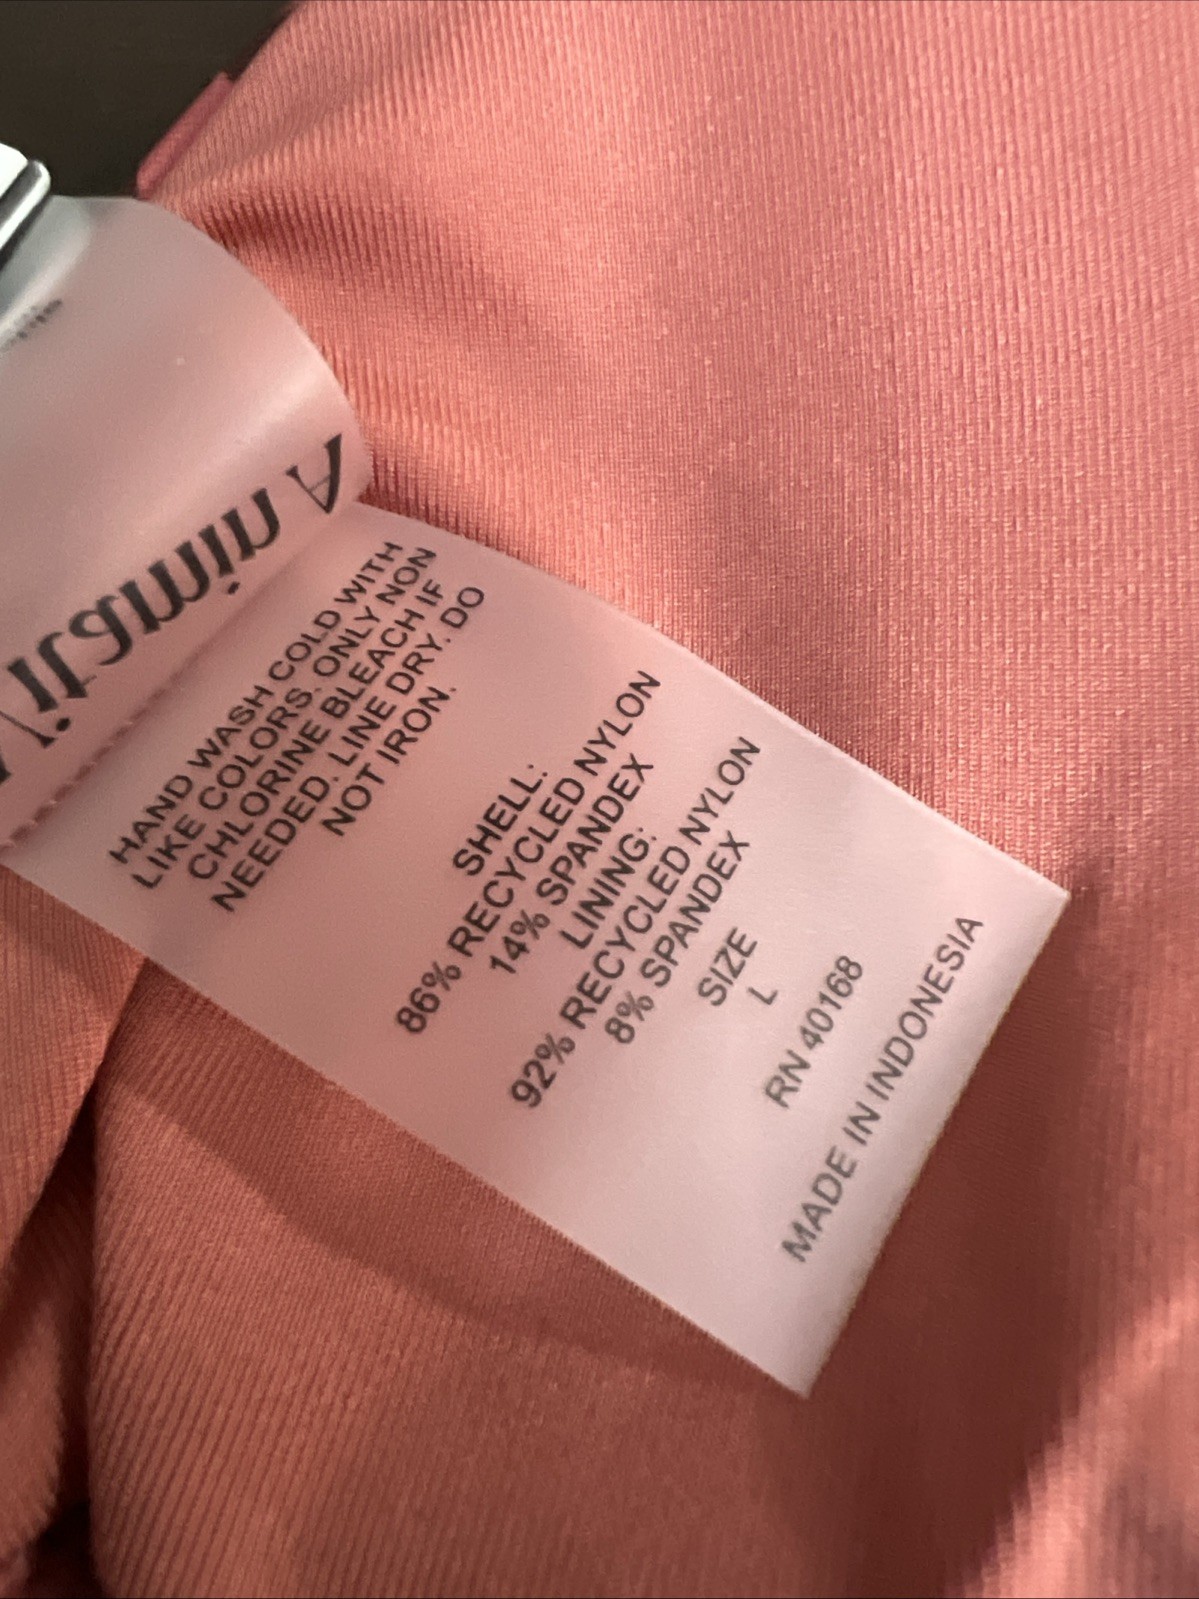 HAND WASH COLD WITH
LIKE COLORS. ONLY NON
CHLORINE BLEACH IF
NEEDED. LINE DRY. DO
NOT IRON.
SHELL:
86% RECYCLED NYLON
14% SPANDEX
LINING:
92% RECYCLED NYLON
8% SPANDEX
SIZE
L
RN 40168
MADE IN INDONESIA